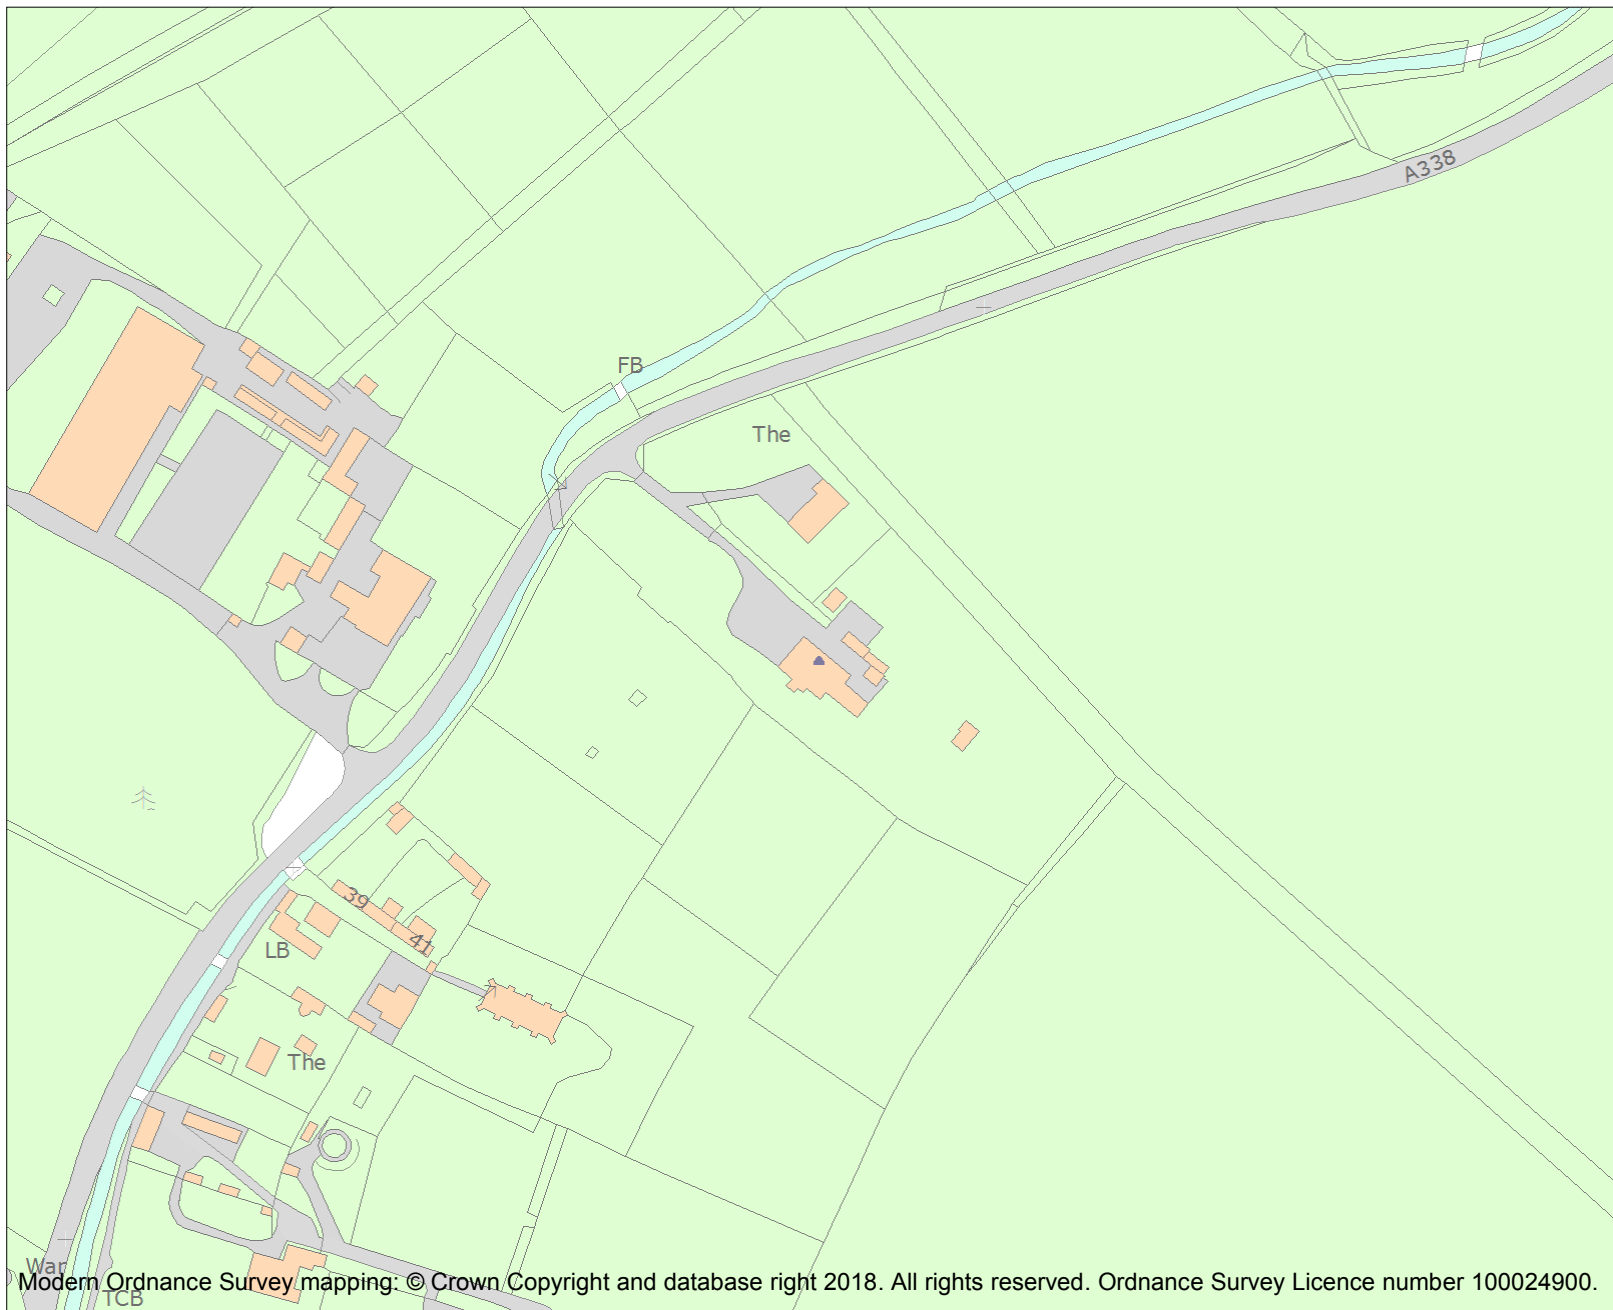 A338
FB
The
39
41
LB
The
War
Modern Ordnance Survey mapping: © Crown Copyright and database right 2018. All rights reserved. Ordnance Survey Licence number 100024900.
TCB